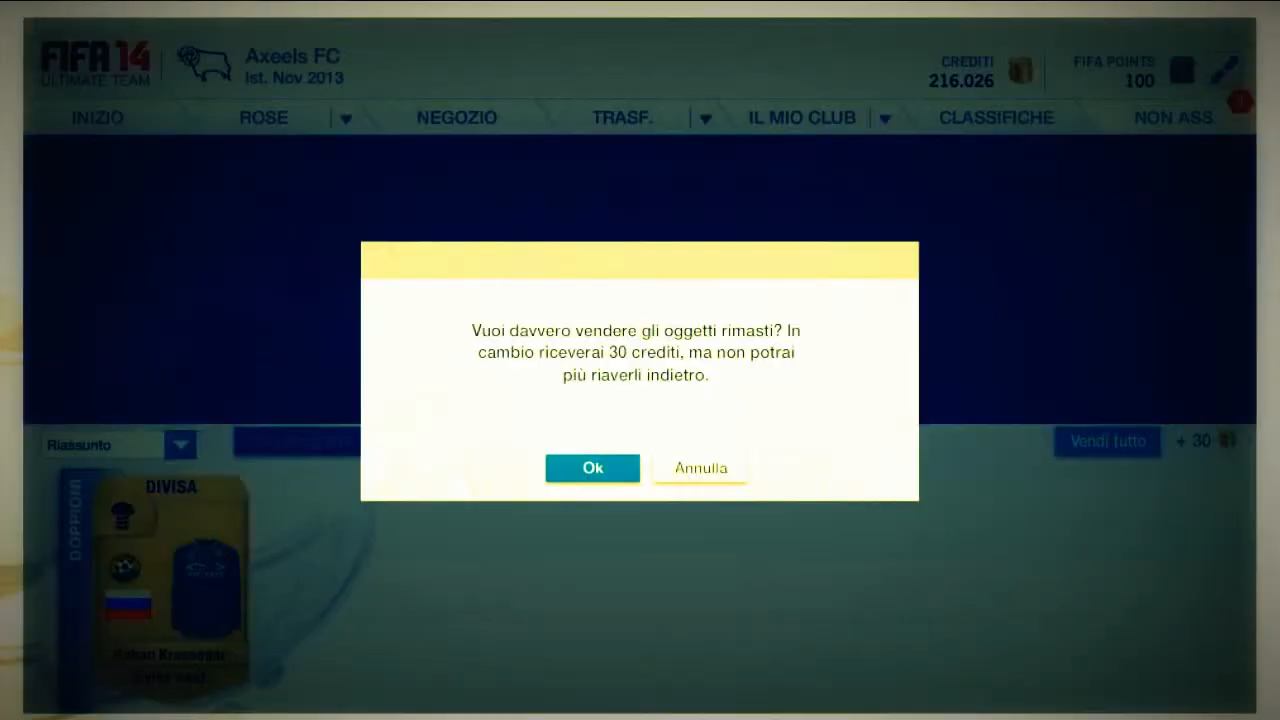 FIFA 14
ULTIMATE TEAM
Axeels FC
Ist. Nov 2013
CREDITI
216.026
FIFA POINTS
100
INIZIO
ROSE
NEGOZIO
TRASF.
IL MIO CLUB
CLASSIFICHE
NON ASS.
Vuoi davvero vendere gli oggetti rimasti? In
cambio riceverai 30 crediti, ma non potrai
più riaverli indietro.
Ok
Annulla
Riassunto
Vendi tutto
+ 30
DOPPIONI
DIVISA